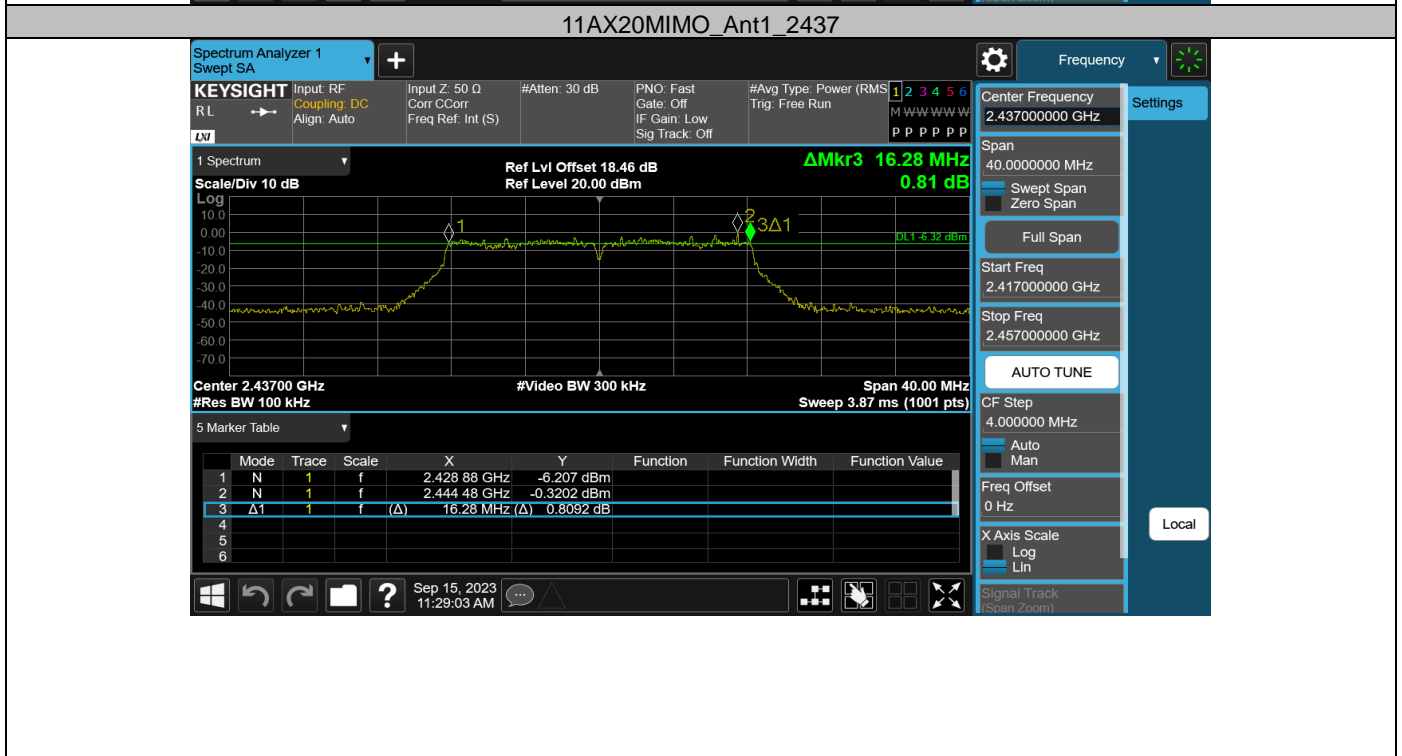 11AX20MIMO_Ant1_2437
Spectrum Analyzer 1
Swept SA
Frequency
KEYSIGHT
RL
LXI
Input: RF
Coupling: DC
Align: Auto
Input Z: 50 Ω
Corr CCorr
Freq Ref: Int (S)
#Atten: 30 dB
PNO: Fast
Gate: Off
IF Gain: Low
Sig Track: Off
#Avg Type: Power (RMS
Trig: Free Run
1 2 3 4 5 6
M W W W W W
P P P P P P
1 Spectrum
Scale/Div 10 dB
Ref Lvl Offset 18.46 dB
Ref Level 20.00 dBm
ΔMkr3 16.28 MHz
0.81 dB
Log
10.0
0.00
-10.0
-20.0
-30.0
-40.0
-50.0
-60.0
-70.0
1
2
3Δ1
DL1 -6.32 dBm
Center 2.43700 GHz
#Video BW 300 kHz
Span 40.00 MHz
#Res BW 100 kHz
Sweep 3.87 ms (1001 pts)
5 Marker Table
Mode Trace Scale X Y Function Function Width Function Value
1 N 1 f 2.428 88 GHz -6.207 dBm
2 N 1 f 2.444 48 GHz -0.3202 dBm
3 Δ1 1 f (Δ) 16.28 MHz (Δ) 0.8092 dB
4
5
6
?
Sep 15, 2023
11:29:03 AM
Center Frequency
2.437000000 GHz
Span
40.0000000 MHz
Swept Span
Zero Span
Full Span
Start Freq
2.417000000 GHz
Stop Freq
2.457000000 GHz
AUTO TUNE
CF Step
4.000000 MHz
Auto
Man
Freq Offset
0 Hz
X Axis Scale
Log
Lin
Signal Track
(Span Zoom)
Settings
Local